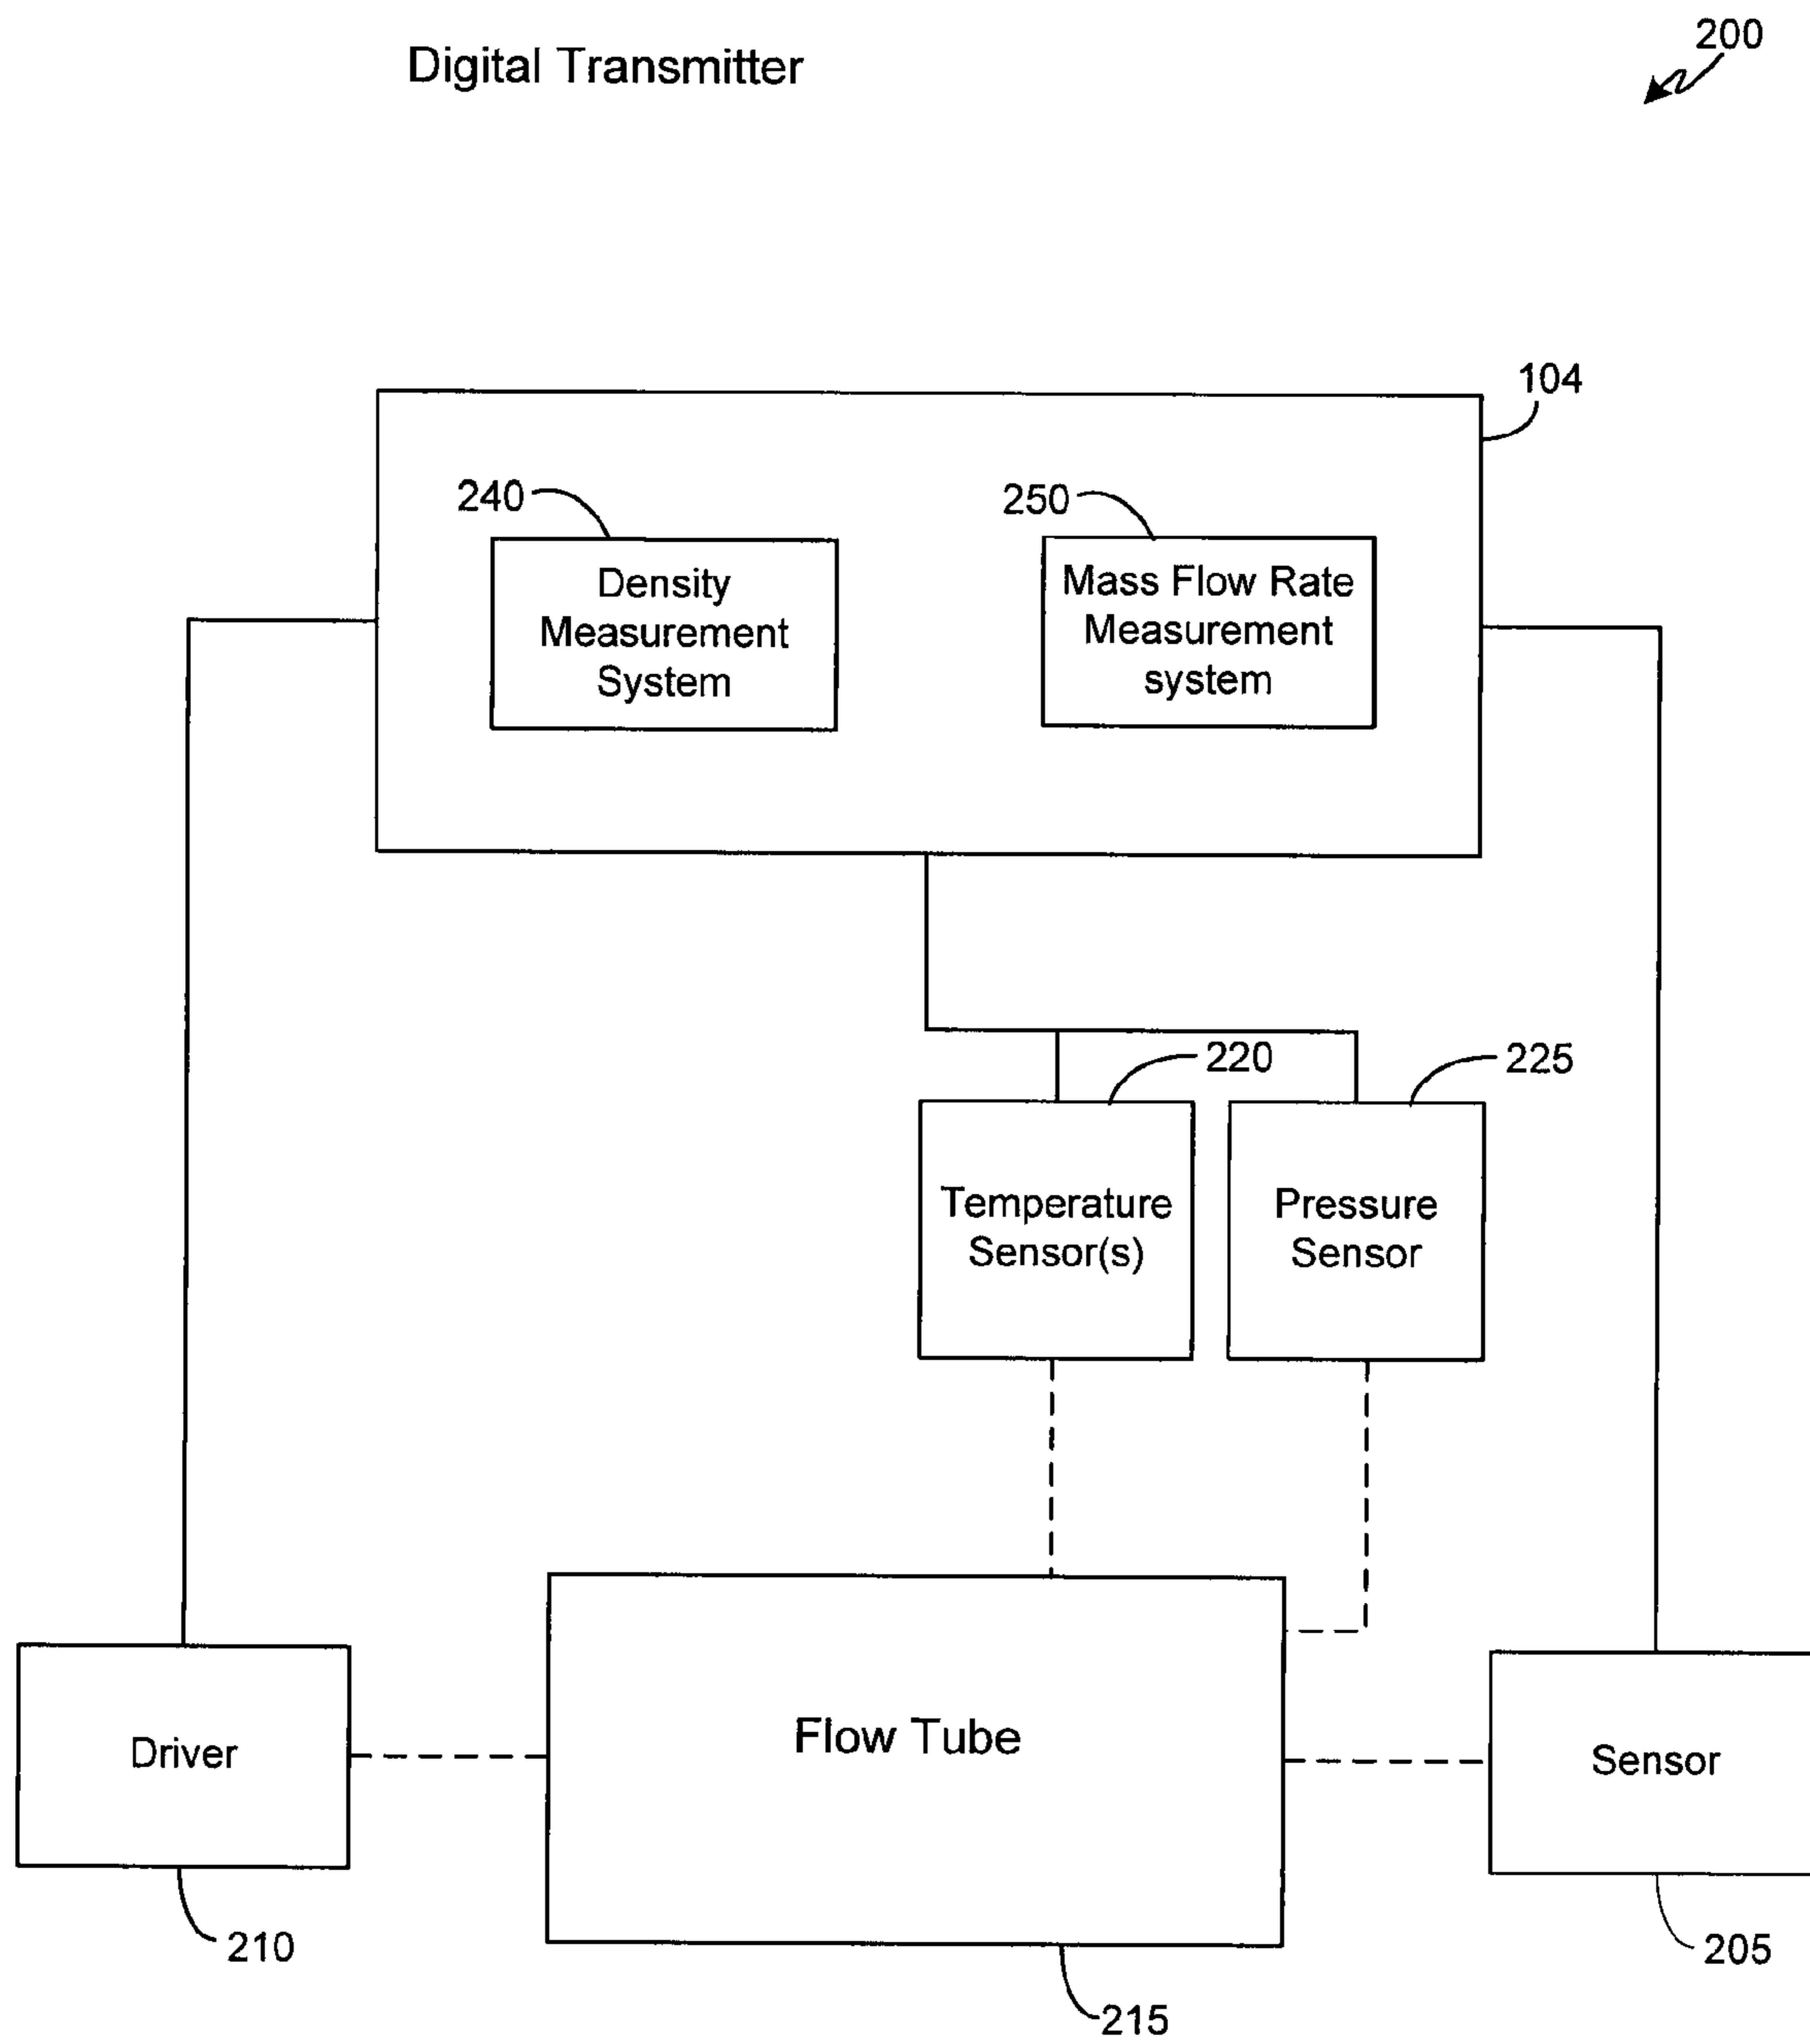 Digital Transmitter
200
104
240
250
Density
Measurement
System
Mass Flow Rate
Measurement
system
220
225
Temperature
Sensor(s)
Pressure
Sensor
Driver
Flow Tube
Sensor
210
215
205